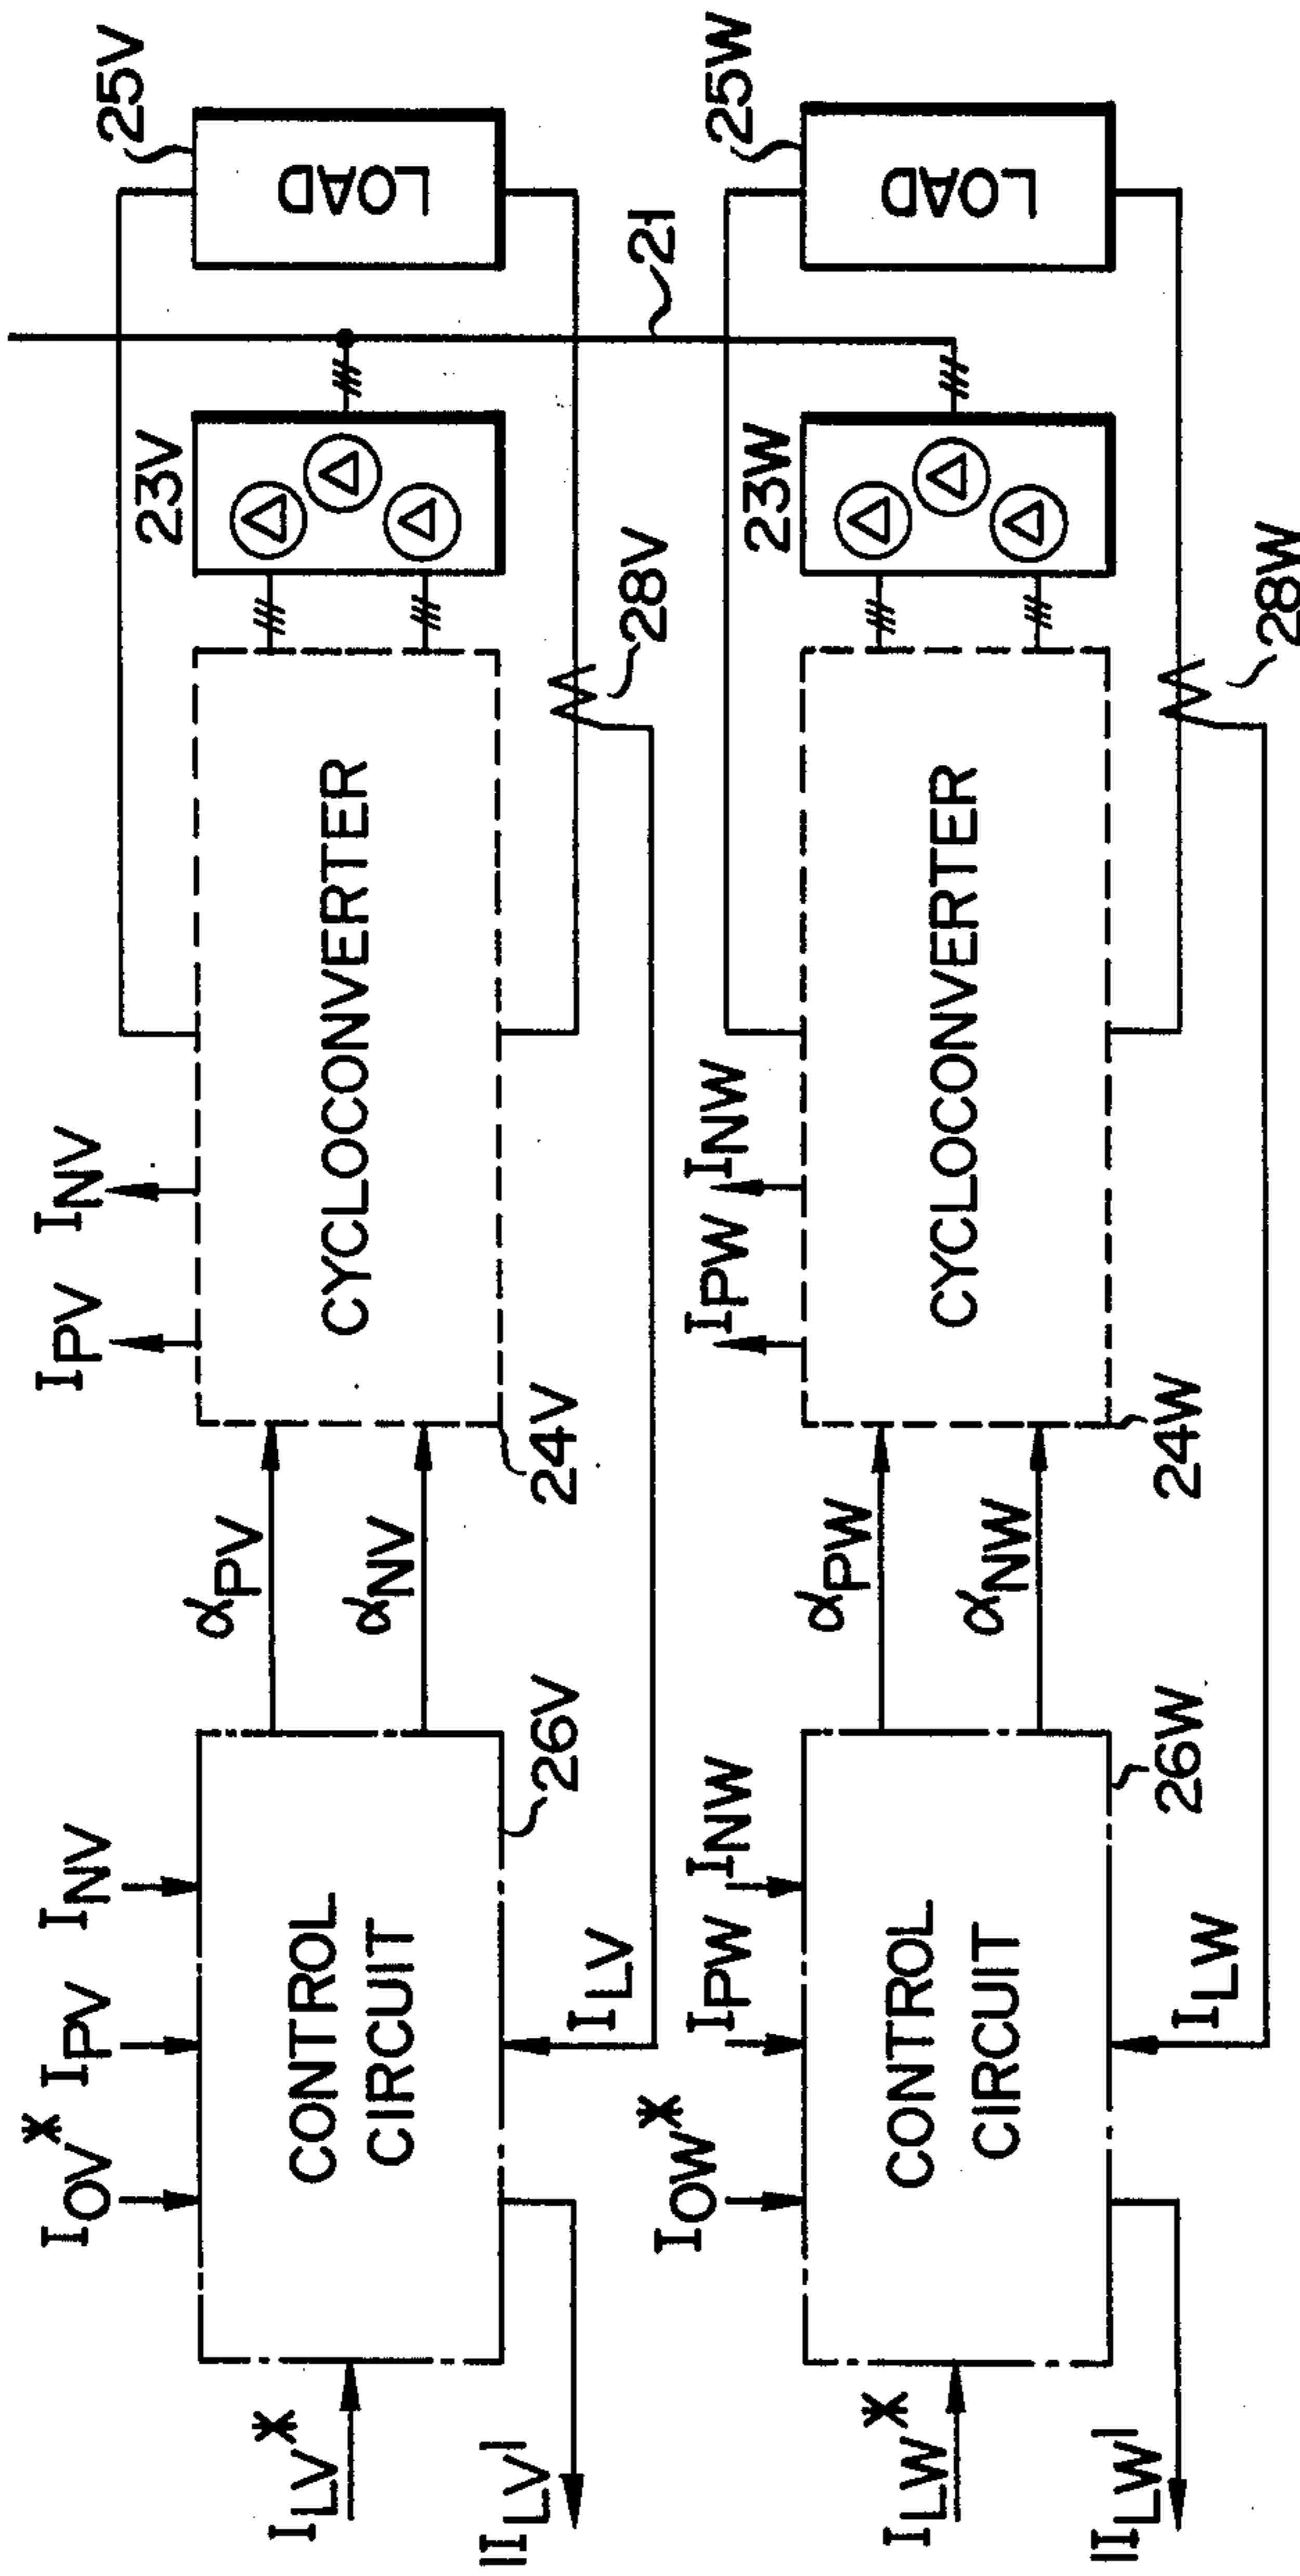 I_OV* I_PV I_NV
I_PV I_NV
25V
I_LV*
CONTROL
CIRCUIT
α_PV
α_NV
CYCLOCONVERTER
23V
LOAD
26V
24V
28V
|I_LV|
I_LV
21
I_OW* I_PW I_NW
I_PW I_NW
25W
I_LW*
CONTROL
CIRCUIT
α_PW
α_NW
CYCLOCONVERTER
23W
LOAD
26W
24W
28W
|I_LW|
I_LW